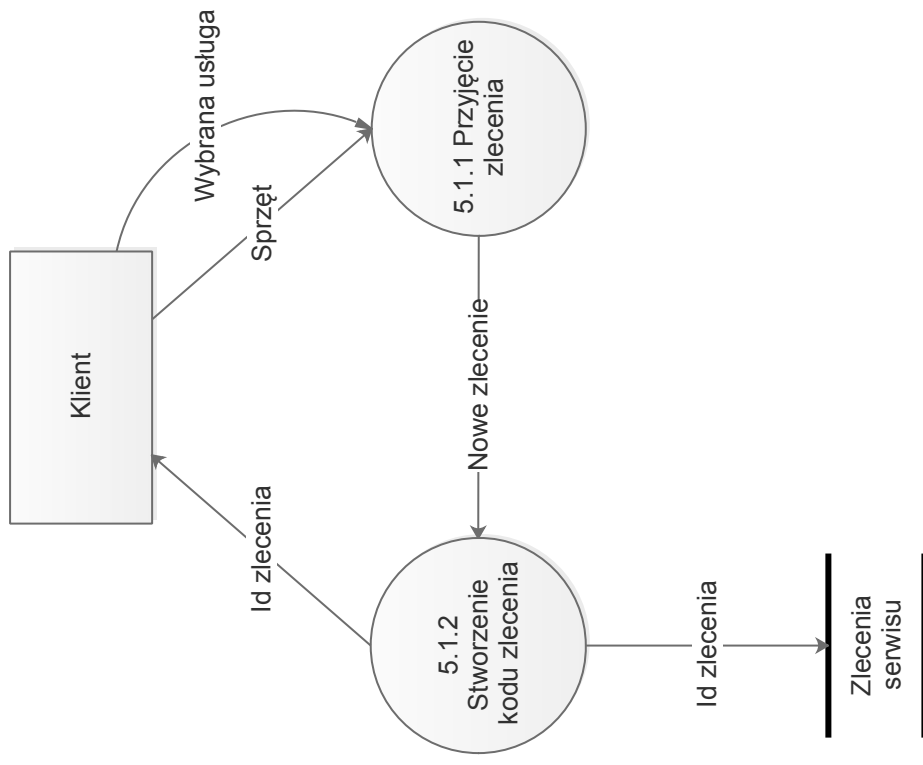 Klient
Id zlecenia
Sprzęt
Wybrana usługa
5.1.2
Stworzenie
kodu zlecenia
Nowe zlecenie
5.1.1 Przyjęcie
zlecenia
Id zlecenia
Zlecenia
serwisu